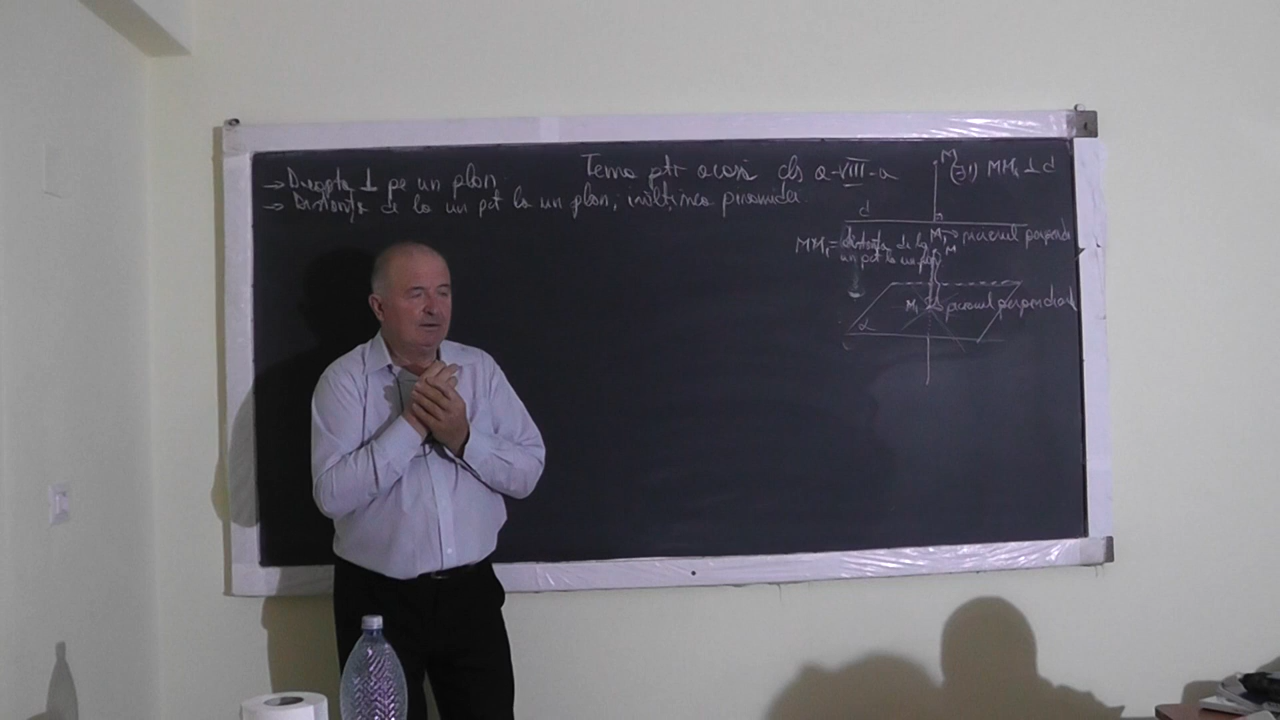 Tema ptr acasă cls a-VIII-a
→ Dreapta ⊥ pe un plan.
→ Distanța de la un pct la un plan; înălțimea piramidei.
M
(∃!) MM₁ ⊥ d
d
M₁ → piciorul perpend
MM₁ = distanța de la
un pct la un plan
M
M₁ piciorul perpendicul
α